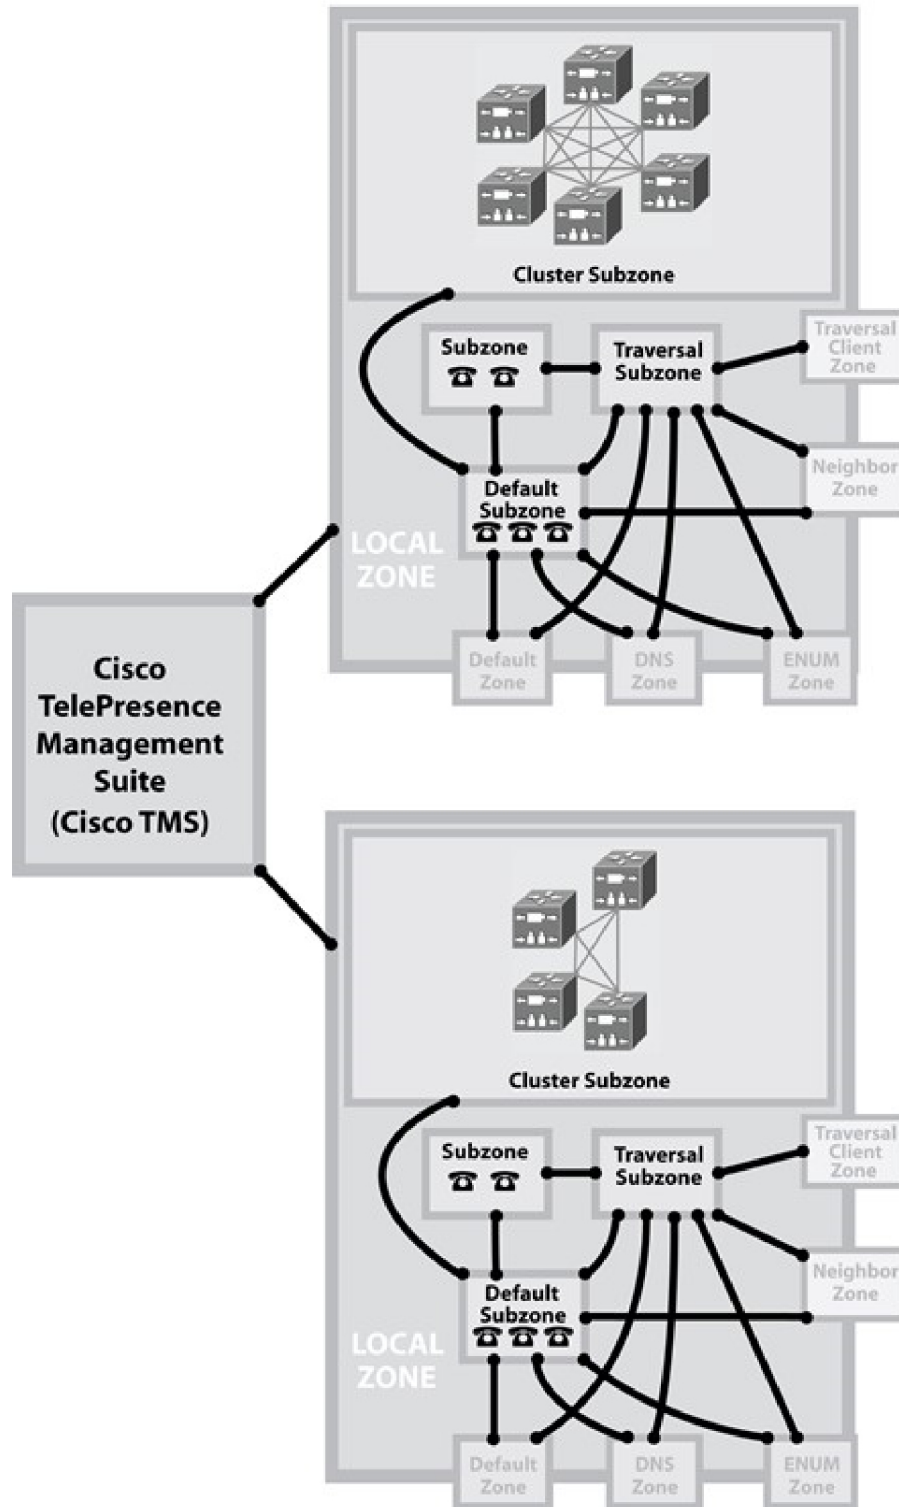 Cluster Subzone
Subzone
Traversal
Subzone
Traversal
Client
Zone
Default
Subzone
Neighbor
Zone
LOCAL
ZONE
Default
Zone
DNS
Zone
ENUM
Zone
Cisco
TelePresence
Management
Suite
(Cisco TMS)
Cluster Subzone
Subzone
Traversal
Subzone
Traversal
Client
Zone
Default
Subzone
Neighbor
Zone
LOCAL
ZONE
Default
Zone
DNS
Zone
ENUM
Zone